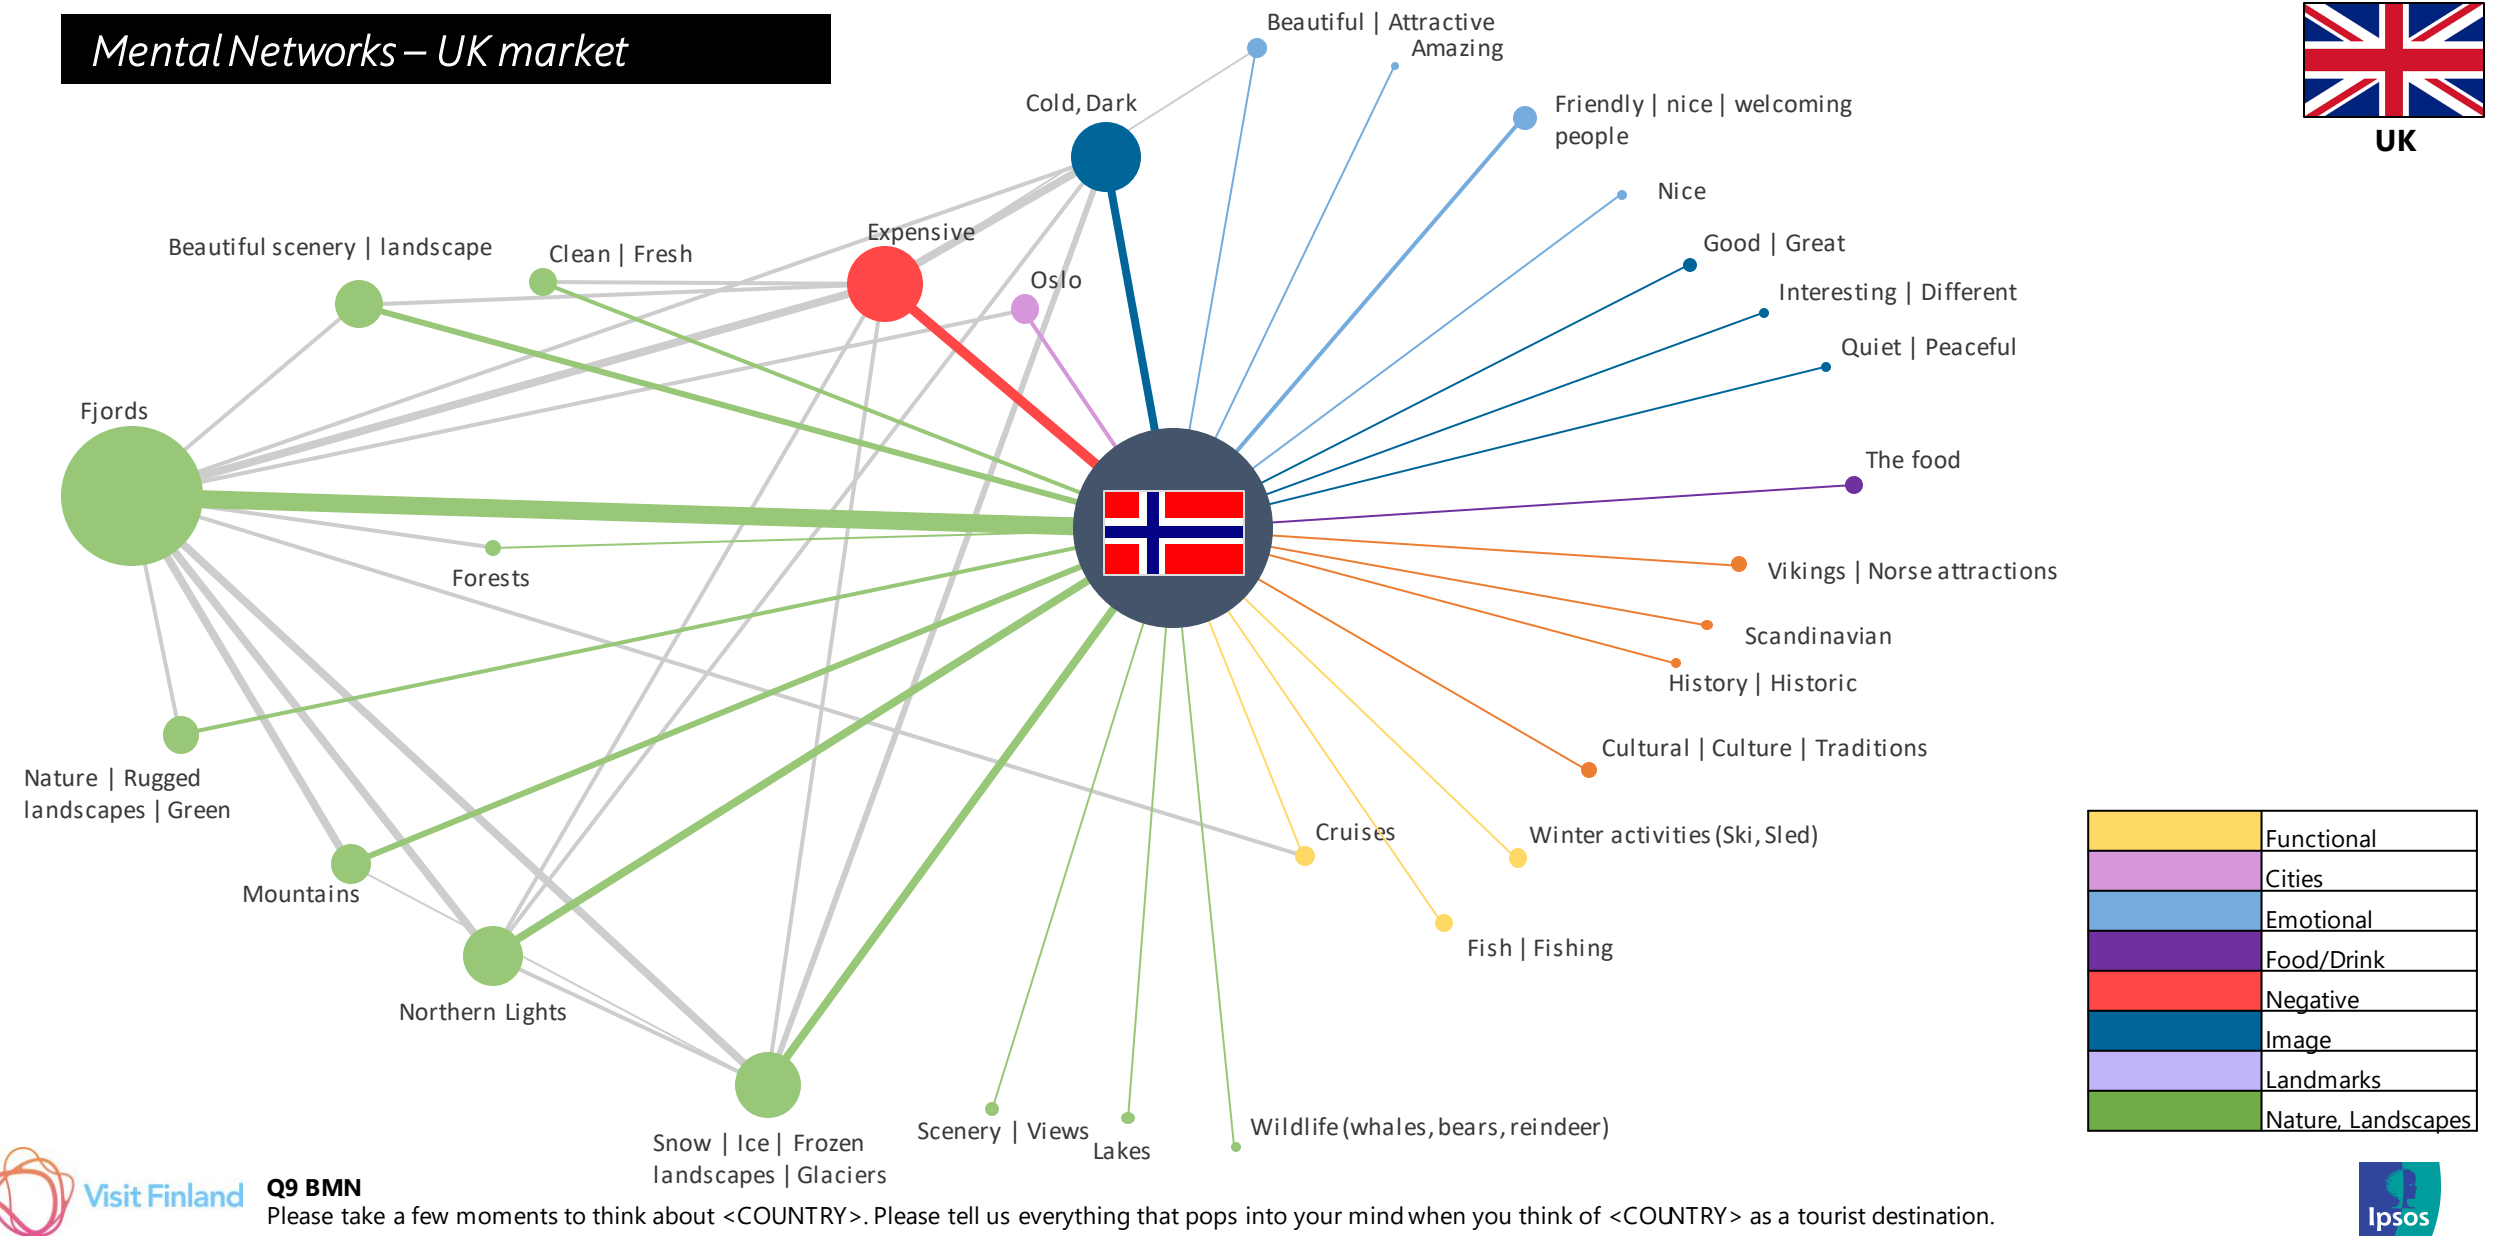 Mental Networks – UK market
Beautiful | Attractive
Amazing
Cold, Dark
Friendly | nice | welcoming
people
UK
Nice
Expensive
Good | Great
Beautiful scenery | landscape
Clean | Fresh
Oslo
Interesting | Different
Quiet | Peaceful
Fjords
The food
Forests
Vikings | Norse attractions
Scandinavian
History | Historic
Cultural | Culture | Traditions
Nature | Rugged
landscapes | Green
Cruises
Winter activities (Ski, Sled)
Mountains
Fish | Fishing
Northern Lights
Functional
Cities
Emotional
Food/Drink
Negative
Image
Landmarks
Nature, Landscapes
Snow | Ice | Frozen
landscapes | Glaciers
Scenery | Views
Lakes
Wildlife (whales, bears, reindeer)
Visit Finland
Q9 BMN
Please take a few moments to think about <COUNTRY>. Please tell us everything that pops into your mind when you think of <COUNTRY> as a tourist destination.
Ipsos